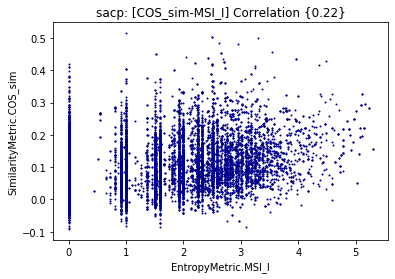 sacp: [COS_sim-MSI_I] Correlation {0.22}
0.5
0.4
0.3
0.2
0.1
0.0
−0.1
SimilarityMetric.COS_sim
0 1 2 3 4 5
EntropyMetric.MSI_I